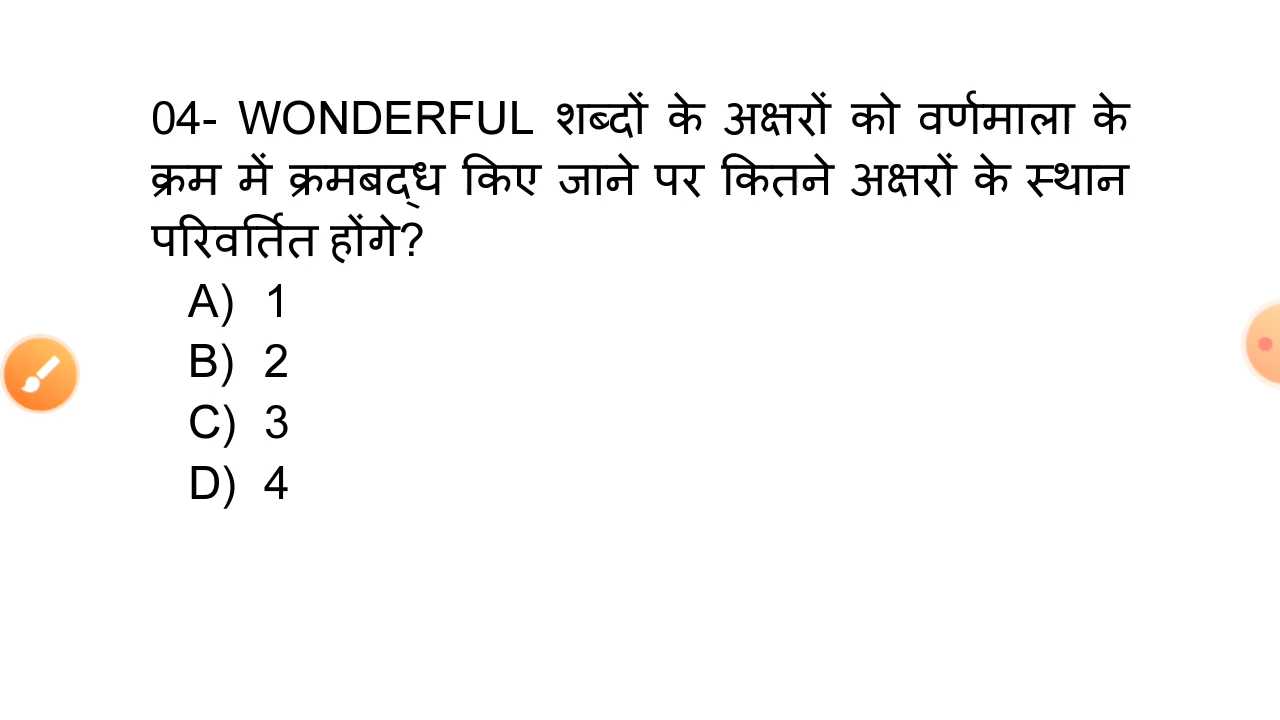 04- WONDERFUL शब्दों के अक्षरों को वर्णमाला के
क्रम में क्रमबद्ध किए जाने पर कितने अक्षरों के स्थान
परिवर्तित होंगे?
A) 1
B) 2
C) 3
D) 4